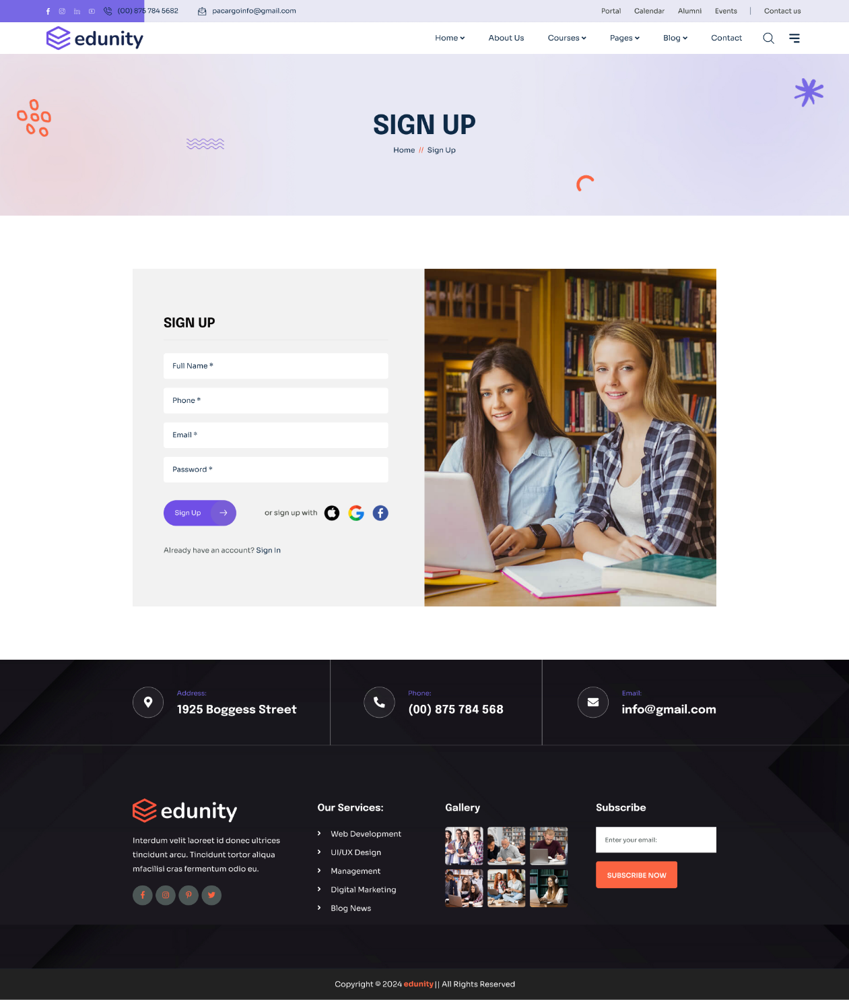 (00) 875 784 5682
pacargoinfo@gmail.com
Portal
Calendar
Alumni
Events
|
Contact us
edunity
Home
About Us
Courses
Pages
Blog
Contact
SIGN UP
Home // Sign Up
SIGN UP
Full Name *
Phone *
Email *
Password *
Sign Up
or sign up with
Already have an account? Sign In
Address:
1925 Boggess Street
Phone:
(00) 875 784 568
Email:
info@gmail.com
edunity
Interdum velit laoreet id donec ultrices
tincidunt arcu. Tincidunt tortor aliqua
mfacilisi cras fermentum odio eu.
Our Services:
Web Development
UI/UX Design
Management
Digital Marketing
Blog News
Gallery
Subscribe
Enter your email:
SUBSCRIBE NOW
Copyright © 2024 edunity || All Rights Reserved